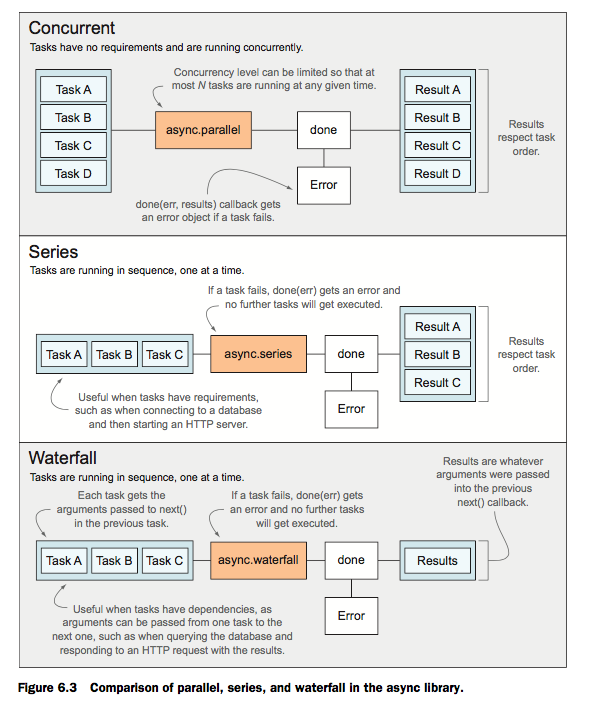 Concurrent
Tasks have no requirements and are running concurrently.
Concurrency level can be limited so that at
most N tasks are running at any given time.
Task A
Task B
Task C
Task D
async.parallel
done
Error
Result A
Result B
Result C
Result D
Results
respect task
order.
done(err, results) callback gets
an error object if a task fails.
Series
Tasks are running in sequence, one at a time.
If a task fails, done(err) gets an error and
no further tasks will get executed.
Task A
Task B
Task C
async.series
done
Error
Result A
Result B
Result C
Results
respect task
order.
Useful when tasks have requirements,
such as when connecting to a database
and then starting an HTTP server.
Waterfall
Tasks are running in sequence, one at a time.
Each task gets the
arguments passed to next()
in the previous task.
If a task fails, done(err) gets
an error and no further tasks
will get executed.
Results are whatever
arguments were passed
into the previous
next() callback.
Task A
Task B
Task C
async.waterfall
done
Error
Results
Useful when tasks have dependencies, as
arguments can be passed from one task to the
next one, such as when querying the database and
responding to an HTTP request with the results.
Figure 6.3 Comparison of parallel, series, and waterfall in the async library.